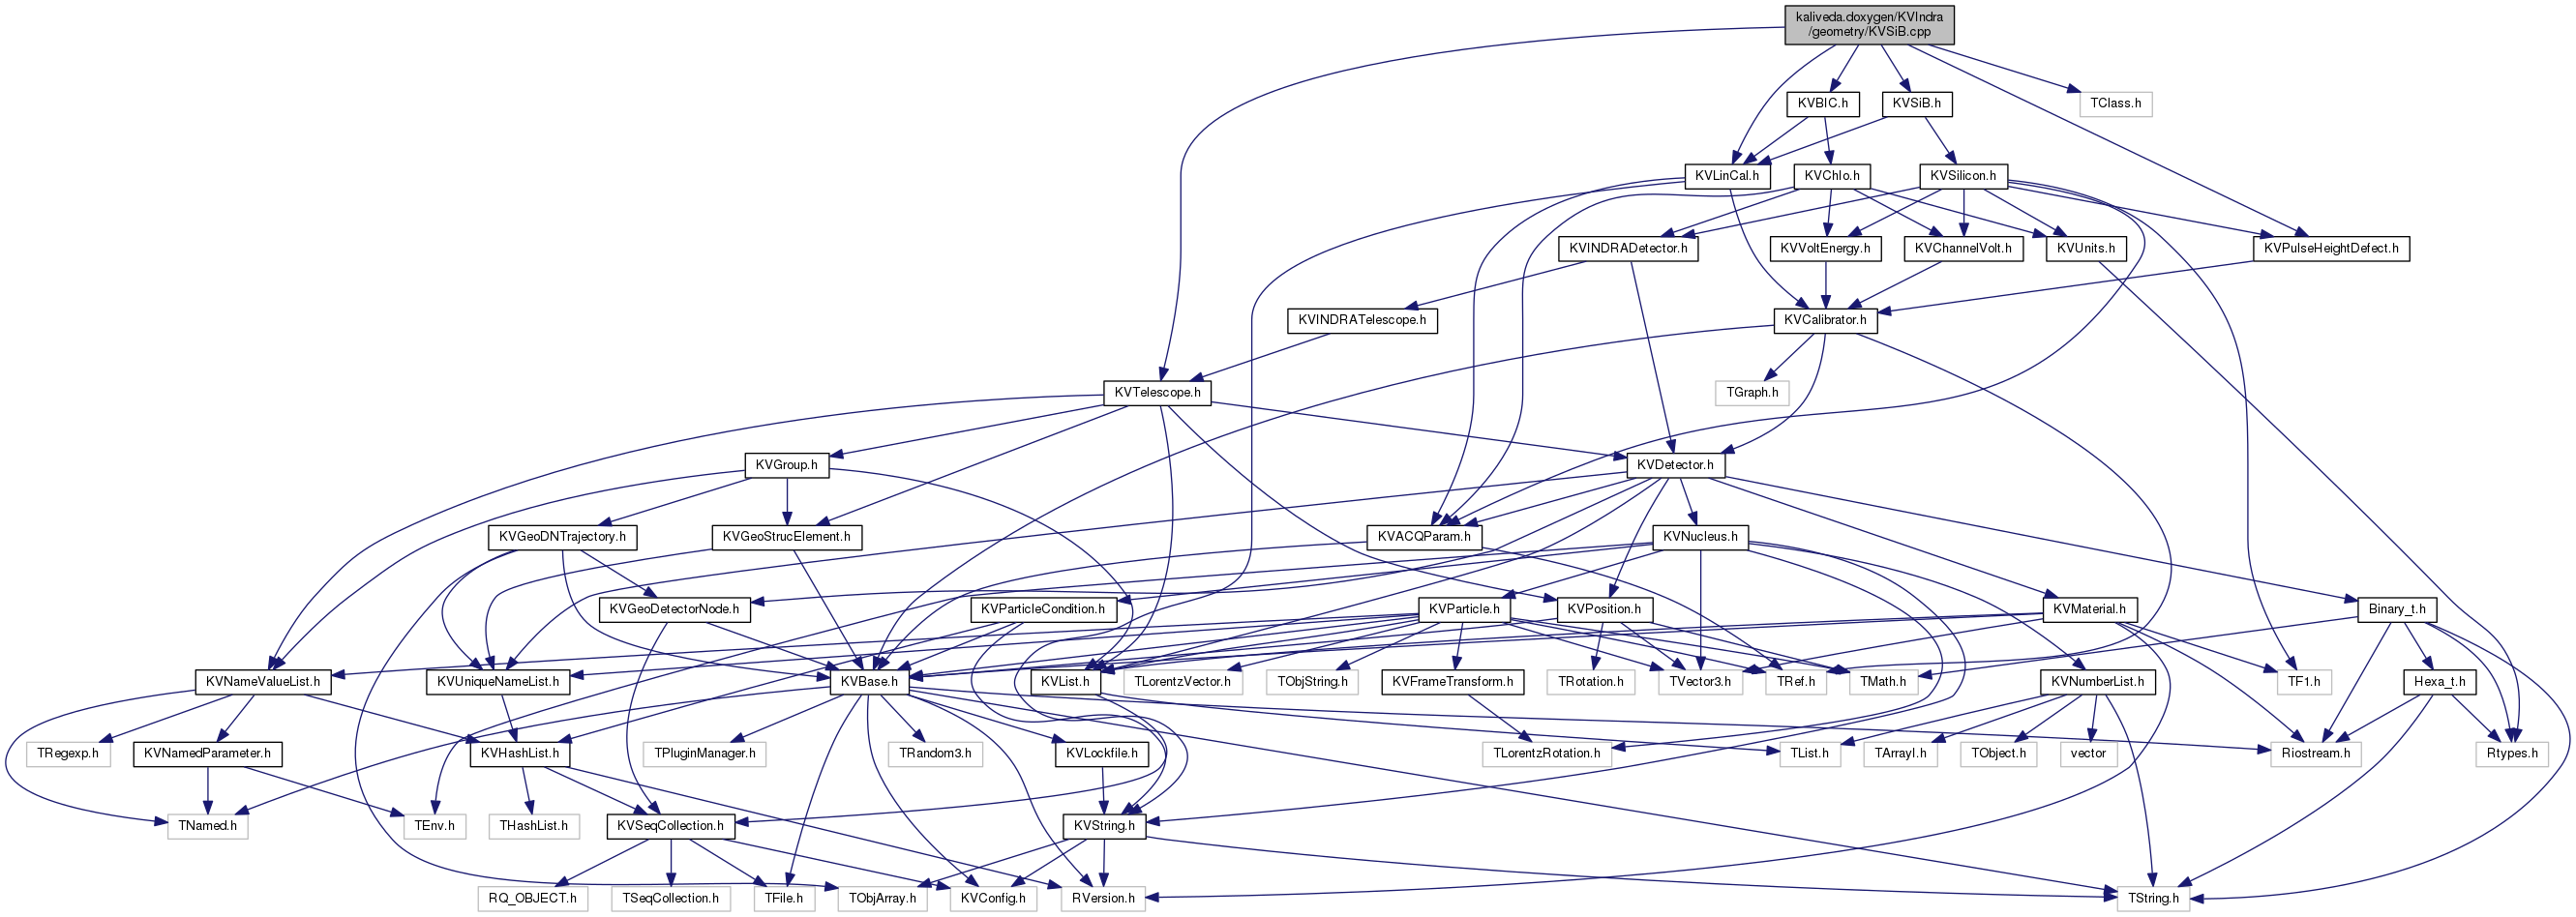 kaliveda.doxygen/KVIndra
/geometry/KVSiB.cpp
KVBIC.h
KVSiB.h
TClass.h
KVLinCal.h
KVChIo.h
KVSilicon.h
KVINDRADetector.h
KVVoltEnergy.h
KVChannelVolt.h
KVUnits.h
KVPulseHeightDefect.h
KVINDRATelescope.h
KVCalibrator.h
KVTelescope.h
TGraph.h
KVGroup.h
KVDetector.h
KVGeoDNTrajectory.h
KVGeoStrucElement.h
KVACQParam.h
KVNucleus.h
KVGeoDetectorNode.h
KVParticleCondition.h
KVParticle.h
KVPosition.h
KVMaterial.h
Binary_t.h
KVNameValueList.h
KVUniqueNameList.h
KVBase.h
KVList.h
TLorentzVector.h
TObjString.h
KVFrameTransform.h
TRotation.h
TVector3.h
TRef.h
TMath.h
KVNumberList.h
TF1.h
Hexa_t.h
TRegexp.h
KVNamedParameter.h
KVHashList.h
TPluginManager.h
TRandom3.h
KVLockfile.h
TLorentzRotation.h
TList.h
TArrayI.h
TObject.h
vector
Riostream.h
Rtypes.h
TNamed.h
TEnv.h
THashList.h
KVSeqCollection.h
KVString.h
RQ_OBJECT.h
TSeqCollection.h
TFile.h
TObjArray.h
KVConfig.h
RVersion.h
TString.h